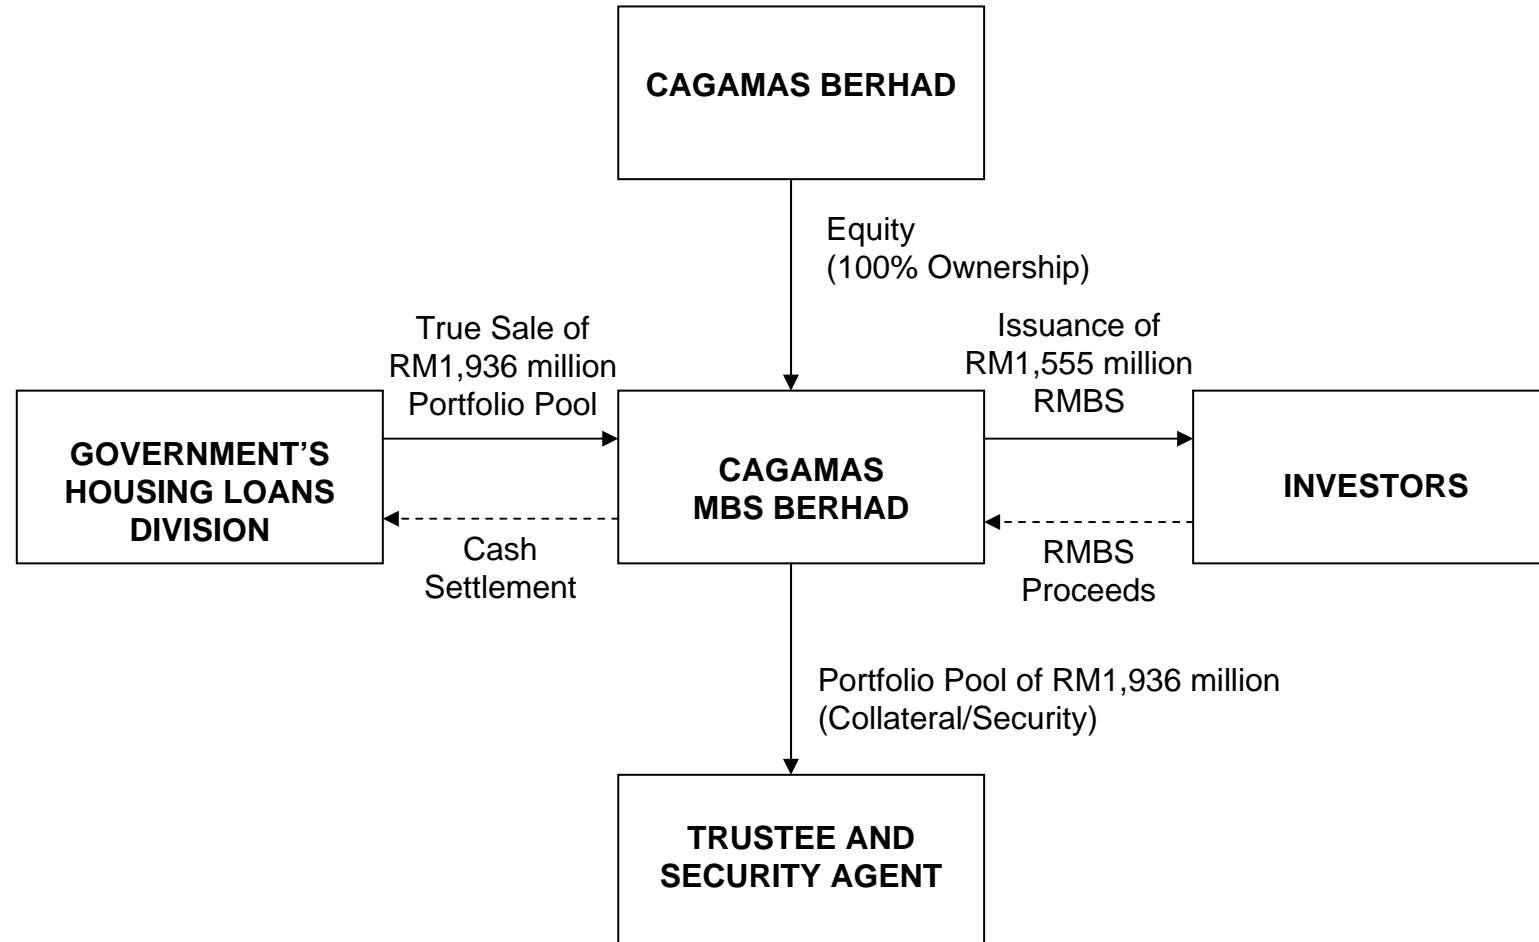 CAGAMAS BERHAD
Equity
(100% Ownership)
True Sale of
RM1,936 million
Portfolio Pool
Issuance of
RM1,555 million
RMBS
GOVERNMENT’S
HOUSING LOANS
DIVISION
CAGAMAS
MBS BERHAD
INVESTORS
Cash
Settlement
RMBS
Proceeds
Portfolio Pool of RM1,936 million
(Collateral/Security)
TRUSTEE AND
SECURITY AGENT